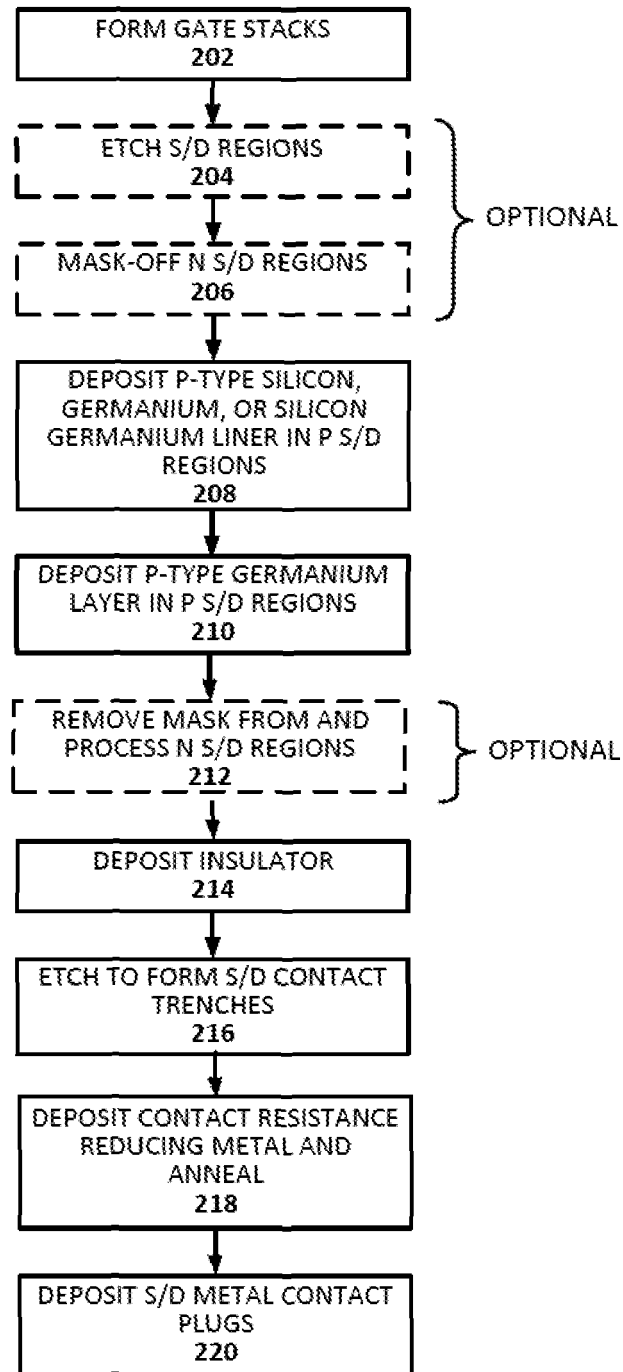 FORM GATE STACKS
202
ETCH S/D REGIONS
204
MASK-OFF N S/D REGIONS
206
OPTIONAL
DEPOSIT P-TYPE SILICON,
GERMANIUM, OR SILICON
GERMANIUM LINER IN P S/D
REGIONS
208
DEPOSIT P-TYPE GERMANIUM
LAYER IN P S/D REGIONS
210
REMOVE MASK FROM AND
PROCESS N S/D REGIONS
212
OPTIONAL
DEPOSIT INSULATOR
214
ETCH TO FORM S/D CONTACT
TRENCHES
216
DEPOSIT CONTACT RESISTANCE
REDUCING METAL AND
ANNEAL
218
DEPOSIT S/D METAL CONTACT
PLUGS
220